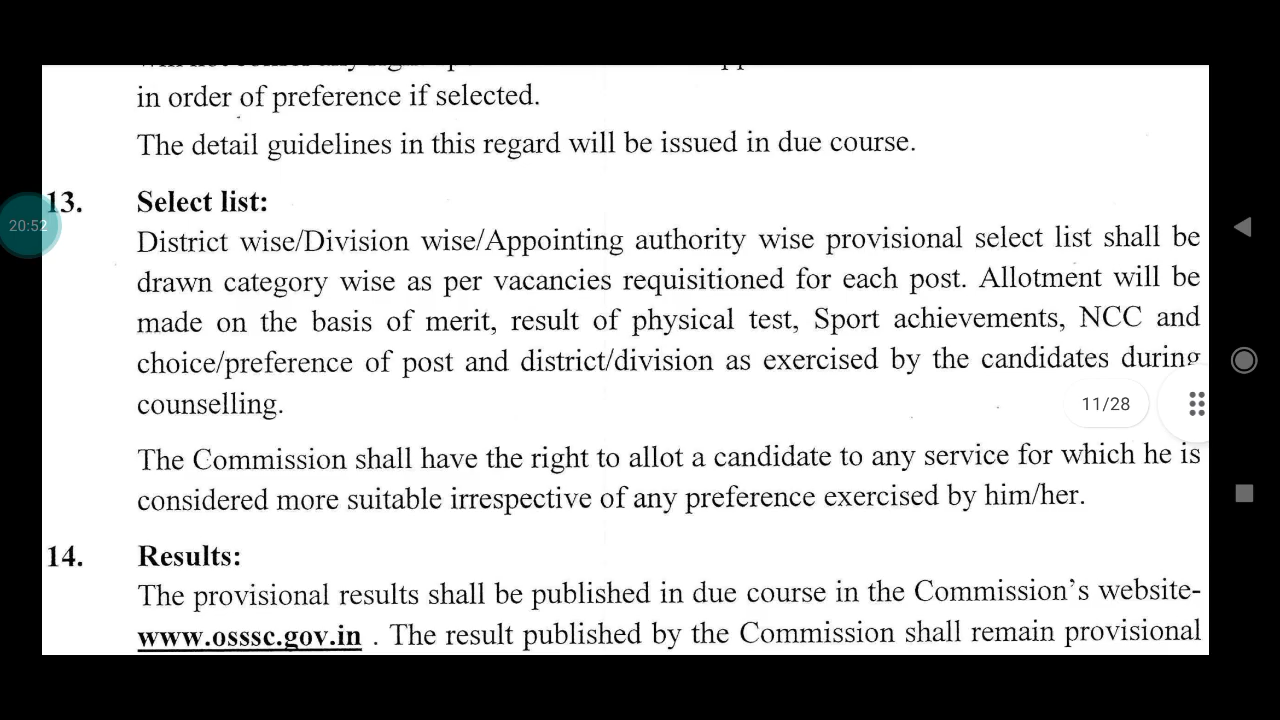 in order of preference if selected.
The detail guidelines in this regard will be issued in due course.
13. Select list:
20:52
District wise/Division wise/Appointing authority wise provisional select list shall be
drawn category wise as per vacancies requisitioned for each post. Allotment will be
made on the basis of merit, result of physical test, Sport achievements, NCC and
choice/preference of post and district/division as exercised by the candidates during
counselling.
11/28
The Commission shall have the right to allot a candidate to any service for which he is
considered more suitable irrespective of any preference exercised by him/her.
14. Results:
The provisional results shall be published in due course in the Commission's website-
www.osssc.gov.in . The result published by the Commission shall remain provisional